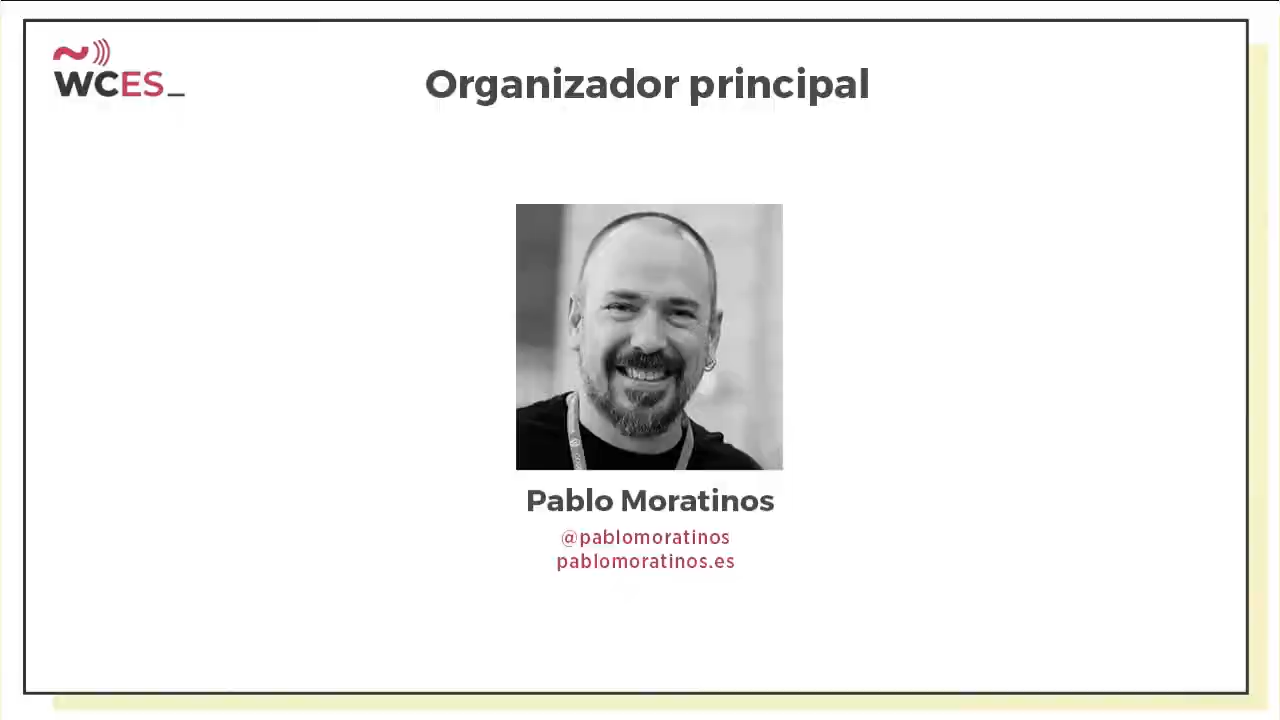 WCES_
Organizador principal
Pablo Moratinos
@pablomoratinos
pablomoratinos.es